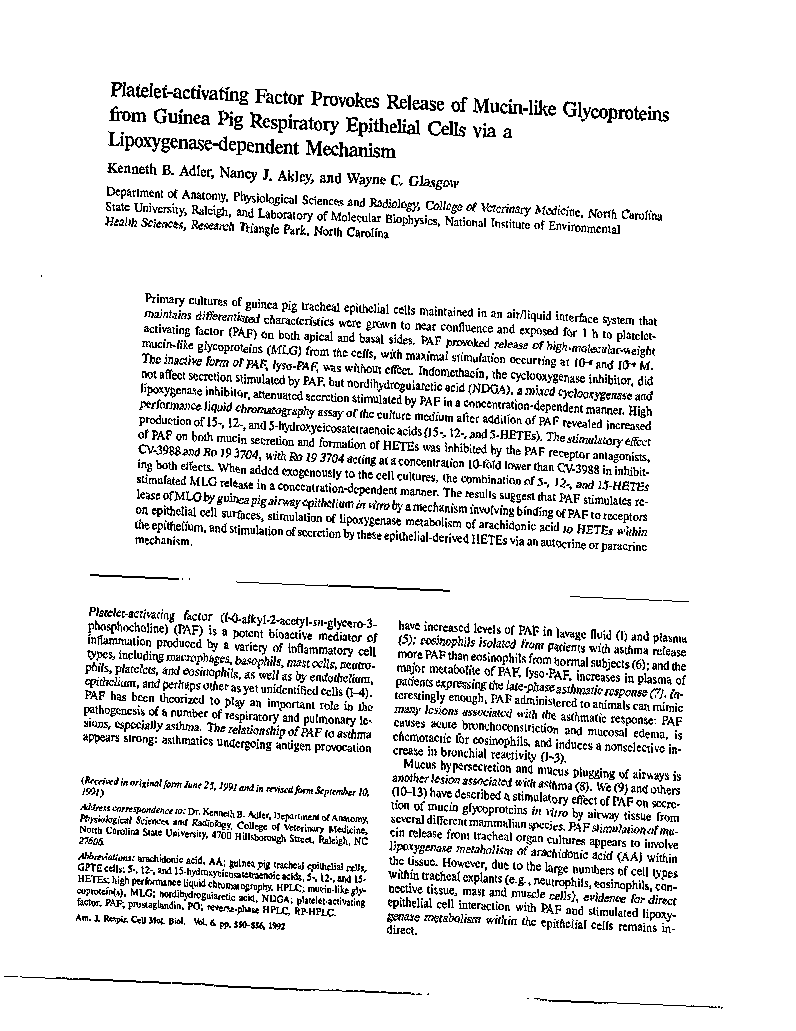 Platelet-activating Factor Provokes Release of Mucin-like Glycoproteins
from Guinea Pig Respiratory Epithelial Cells via a
Lipoxygenase-dependent Mechanism
Kenneth B. Adler, Nancy J. Akley, and Wayne C. Glasgow
Department of Anatomy, Physiological Sciences and Radiology, College of Veterinary Medicine, North Carolina
State University, Raleigh, and Laboratory of Molecular Biophysics, National Institute of Environmental
Health Sciences, Research Triangle Park, North Carolina
Primary cultures of guinea pig tracheal epithelial cells maintained in an air/liquid interface system that
maintains differentiated characteristics were grown to near confluence and exposed for 1 h to platelet-
activating factor (PAF) on both apical and basal sides. PAF provoked release of high-molecular-weight
mucin-like glycoproteins (MLG) from the cells, with maximal stimulation occurring at
The inactive form of PAF, lyso-PAF, was without effect. Indomethacin, the cyclooxygenase inhibitor, did
not affect secretion stimulated by PAF, but nordihydroguiaretic acid (NDGA), a mixed cyclooxygenase and
lipoxygenase inhibitor, attenuated secretion stimulated by PAF in a concentration-dependent manner. High
performance liquid chromatography assay of the culture medium after addition of PAF revealed increased
production of 15-, 12-, and 5-hydroxyeicosatetraenoic acids (15-, 12-, and 5-HETEs). The stimulatory effect
of PAF on both mucin secretion and formation of HETEs was inhibited by the PAF receptor antagonists,
CV-3988 and Ro 19 3704, with Ro 19 3704 acting at a concentration 10-fold lower than CV-3988 in inhibit-
ing both effects. When added exogenously to the cell cultures, the combination of 5-, 12-, and 15-HETEs
stimulated MLG release in a concentration-dependent manner. The results suggest that PAF stimulates re-
lease of MLG by guinea pig airway epithelium in vitro by a mechanism involving binding of PAF to receptors
on epithelial cell surfaces, stimulation of lipoxygenase metabolism of arachidonic acid to HETEs within
the epithelium, and stimulation of secretion by these epithelial-derived HETEs via an autocrine or paracrine
mechanism.
Platelet-activating factor (l-0-alkyl-2-acetyl-sn-glycero-3-
phosphocholine) (PAF) is a potent bioactive mediator of
inflammation produced by a variety of inflammatory cell
types, including macrophages, basophils, mast cells, neutro-
phils, platelets, and eosinophils, as well as by endothelium,
epithelium, and perhaps other as yet unidentified cells (1–4).
PAF has been theorized to play an important role in the
pathogenesis of a number of respiratory and pulmonary le-
sions, especially asthma. The relationship of PAF to asthma
appears strong: asthmatics undergoing antigen provocation
(Received in original form June 25, 1991 and in revised form September 10,
1991)
Address correspondence to: Dr. Kenneth B. Adler, Department of Anatomy,
Physiological Sciences and Radiology, College of Veterinary Medicine,
North Carolina State University, 4700 Hillsborough Street, Raleigh, NC
27606.
Abbreviations: arachidonic acid, AA; guinea pig tracheal epithelial cells,
GPTE cells; 5-, 12-, and 15-hydroxyeicosatetraenoic acids, 5-, 12-, and 15-
HETEs; high performance liquid chromatography, HPLC; mucin-like gly-
coprotein(s), MLG; nordihydroguiaretic acid, NDGA; platelet-activating
factor, PAF; prostaglandin, PG; reverse-phase HPLC, RP-HPLC.
Am. J. Respir. Cell Mol. Biol. Vol. 6. pp. 550–556, 1992
have increased levels of PAF in lavage fluid (1) and plasma
(5); eosinophils isolated from patients with asthma release
more PAF than eosinophils from normal subjects (6); and the
major metabolite of PAF, lyso-PAF, increases in plasma of
patients expressing the late-phase asthmatic response (7). In-
terestingly enough, PAF administered to animals can mimic
many lesions associated with the asthmatic response: PAF
causes acute bronchoconstriction and mucosal edema, is
chemotactic for eosinophils, and induces a nonselective in-
crease in bronchial reactivity (1–3).
Mucus hypersecretion and mucus plugging of airways is
another lesion associated with asthma (8). We (9) and others
(10–13) have described a stimulatory effect of PAF on secre-
tion of mucin glycoproteins in vitro by airway tissue from
several different mammalian species. PAF stimulation of mu-
cin release from tracheal organ cultures appears to involve
lipoxygenase metabolism of arachidonic acid (AA) within
the tissue. However, due to the large numbers of cell types
within tracheal explants (e.g., neutrophils, eosinophils, con-
nective tissue, mast and muscle cells), evidence for direct
epithelial cell interaction with PAF and stimulated lipoxy-
genase metabolism within the epithelial cells remains in-
direct.